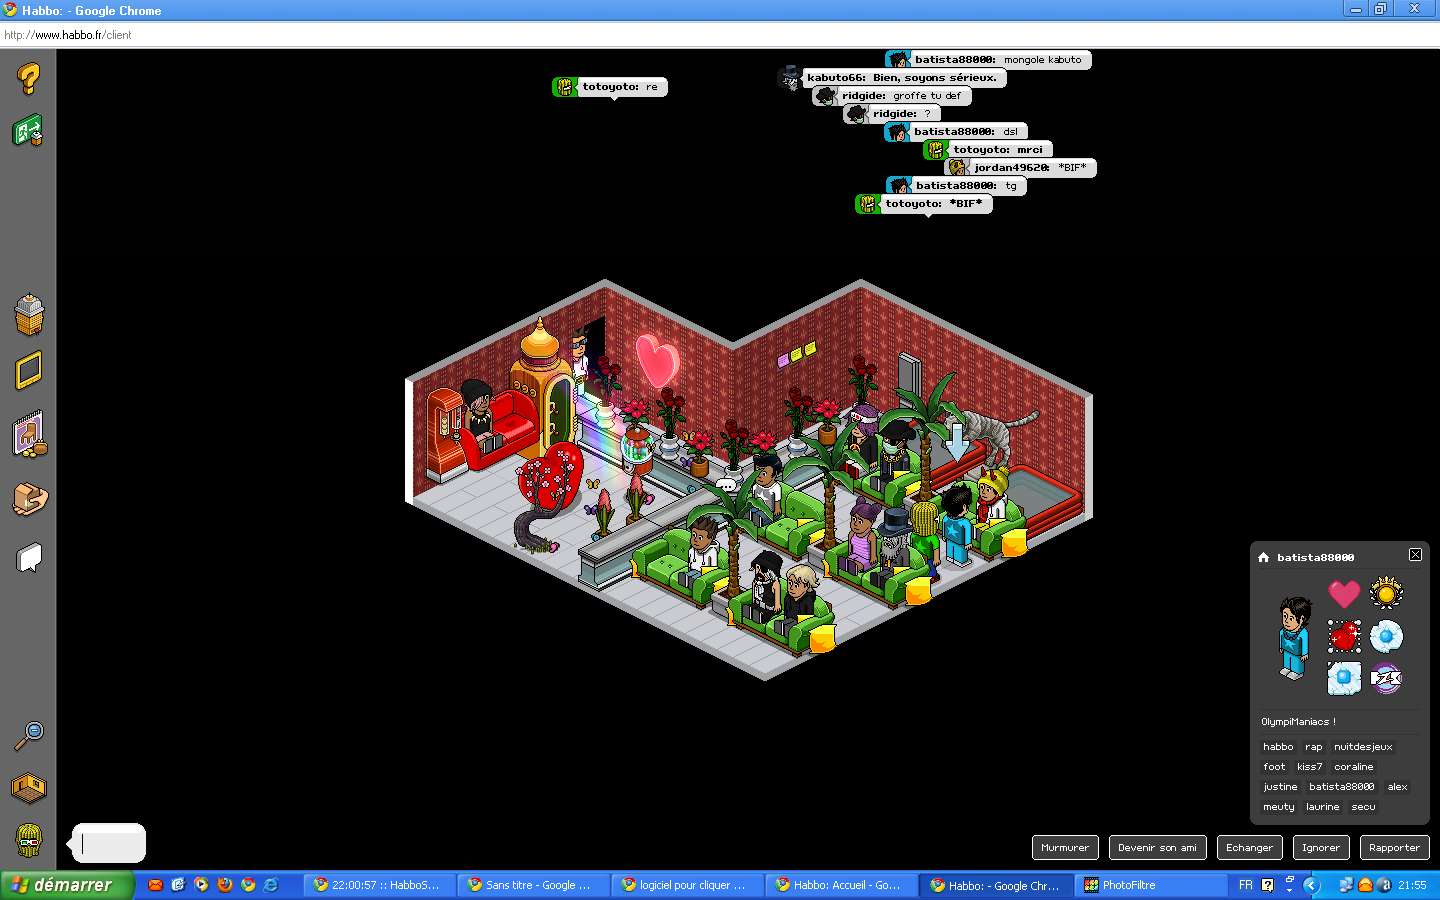 Habbo: - Google Chrome
http://www.habbo.fr/client
batista88000: mongole kabuto
kabuto66: Bien, soyons sérieux.
totoyoto: re
ridgide: groffe tu def
ridgide: ?
batista88000: dsl
totoyoto: mrci
jordan49620: *BIF*
batista88000: tg
totoyoto: *BIF*
batista88000
OlympiManiacs !
habbo rap nuitdesjeux
foot kiss7 coraline
justine batista88000 alex
meuty laurine secu
Murmurer Devenir son ami Echanger Ignorer Rapporter
démarrer 22:00:57 :: HabboS... Sans titre - Google ... logiciel pour cliquer ... Habbo: Accueil - Go... Habbo: - Google Chr... PhotoFiltre FR 21:55